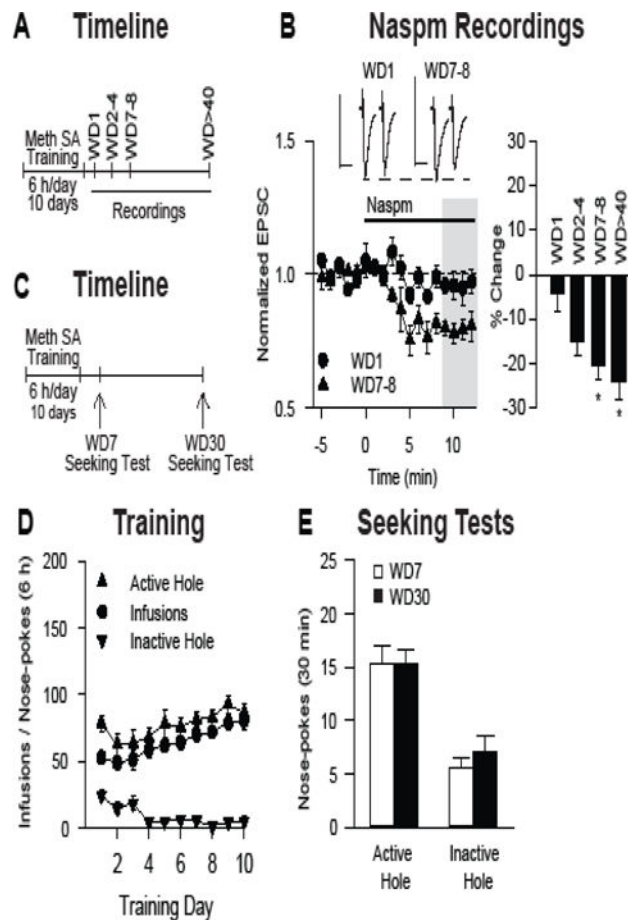 A Timeline
WD1
WD2-4
WD7-8
WD>40
Meth SA
Training
6 h/day
10 days
Recordings
B Naspm Recordings
WD1 WD7-8
1.5
1.0
0.5
Normalized EPSC
Naspm
WD1
WD7-8
-5 0 5 10
Time (min)
30
20
10
0
-10
-20
-30
% Change
WD1
WD2-4
WD7-8
WD>40
*
*
C Timeline
Meth SA
Training
6 h/day
10 days
WD7 WD30
Seeking Test Seeking Test
D Training
200
150
100
50
0
Infusions / Nose-pokes (6 h)
Active Hole
Infusions
Inactive Hole
2 4 6 8 10
Training Day
E Seeking Tests
25
20
15
10
5
0
Nose-pokes (30 min)
WD7
WD30
Active Inactive
Hole Hole